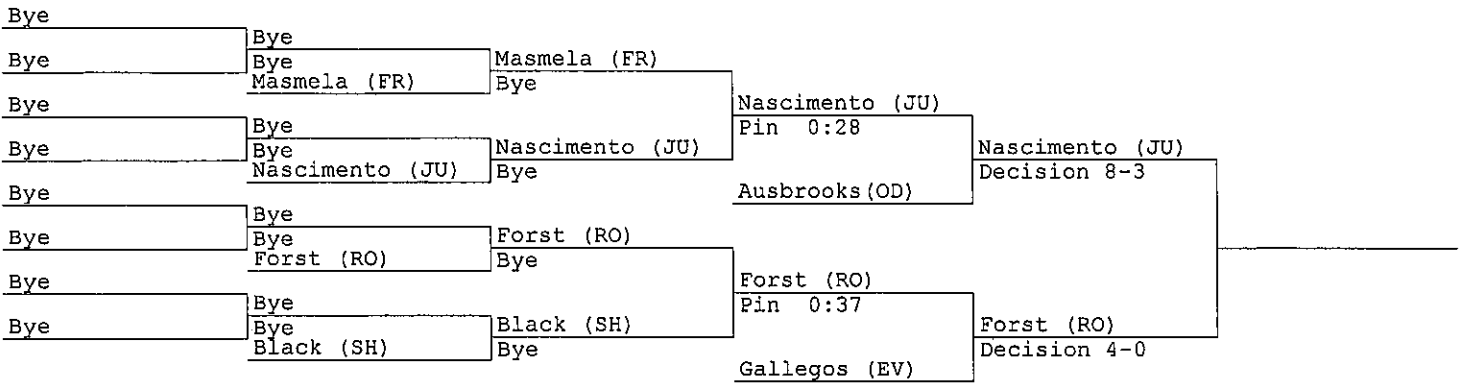 Bye
Bye
Bye
Bye
Bye
Bye
Bye
Bye
Bye
Bye
Masmela (FR)
Bye
Bye
Nascimento (JU)
Bye
Bye
Forst (RO)
Bye
Bye
Black (SH)
Masmela (FR)
Bye
Nascimento (JU)
Bye
Forst (RO)
Bye
Black (SH)
Bye
Nascimento (JU)
Pin 0:28
Ausbrooks(OD)
Forst (RO)
Pin 0:37
Gallegos (EV)
Nascimento (JU)
Decision 8-3
Forst (RO)
Decision 4-0